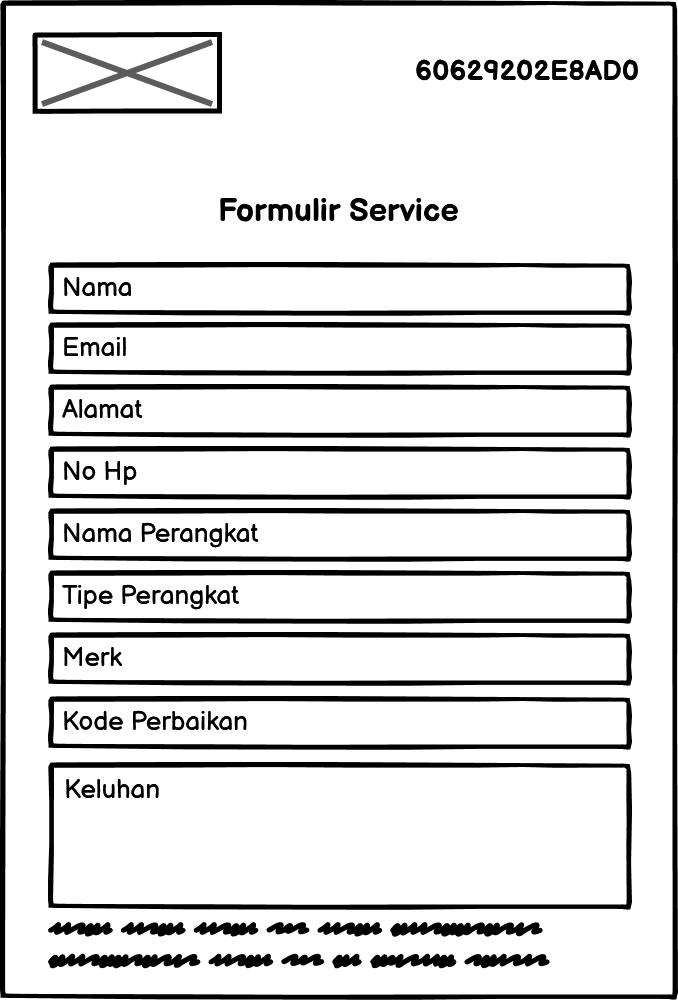 60629202E8AD0
Formulir Service
Nama
Email
Alamat
No Hp
Nama Perangkat
Tipe Perangkat
Merk
Kode Perbaikan
Keluhan